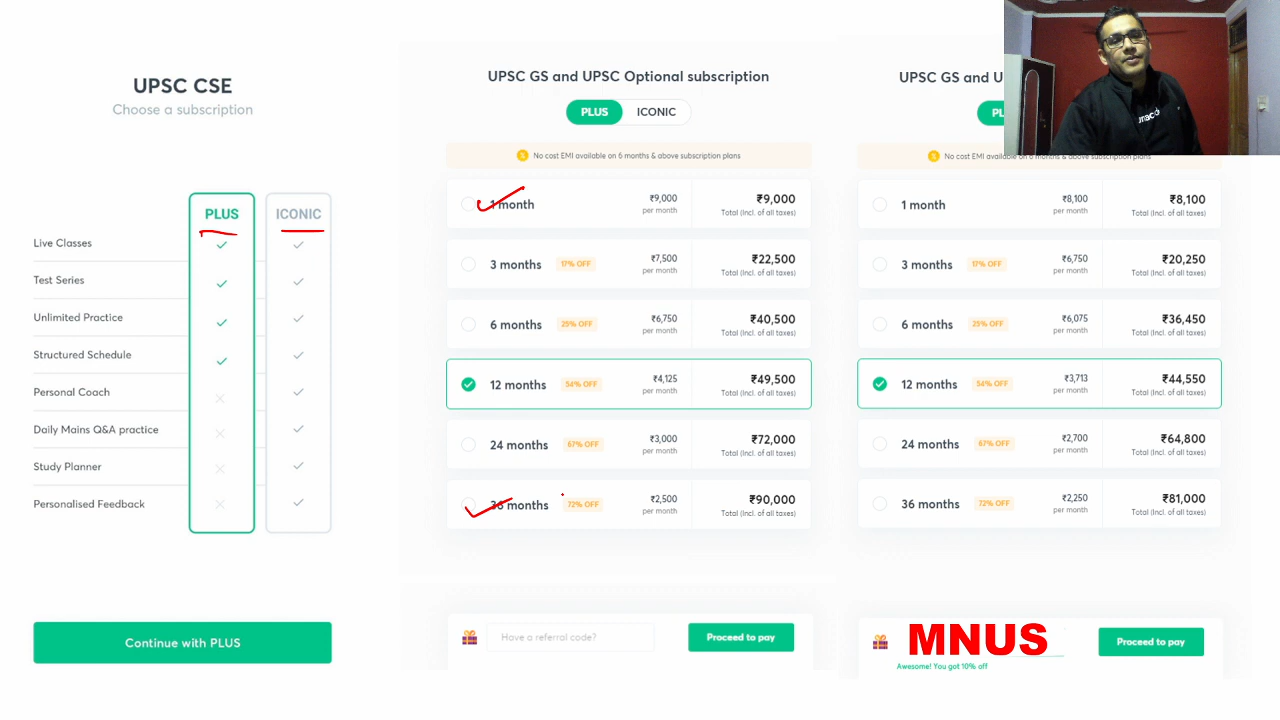 UPSC CSE
Choose a subscription
PLUS
ICONIC
Live Classes
Test Series
Unlimited Practice
Structured Schedule
Personal Coach
Daily Mains Q&A practice
Study Planner
Personalised Feedback
Continue with PLUS
UPSC GS and UPSC Optional subscription
PLUS
ICONIC
No cost EMI available on 6 months & above subscription plans
1 month
₹9,000
per month
₹9,000
Total (Incl. of all taxes)
3 months
17% OFF
₹7,500
per month
₹22,500
Total (Incl. of all taxes)
6 months
25% OFF
₹6,750
per month
₹40,500
Total (Incl. of all taxes)
12 months
54% OFF
₹4,125
per month
₹49,500
Total (Incl. of all taxes)
24 months
67% OFF
₹3,000
per month
₹72,000
Total (Incl. of all taxes)
36 months
72% OFF
₹2,500
per month
₹90,000
Total (Incl. of all taxes)
Have a referral code?
Proceed to pay
UPSC GS and U
PL
No cost EMI available on 6 months & above subscription plans
1 month
₹8,100
per month
₹8,100
Total (Incl. of all taxes)
3 months
17% OFF
₹6,750
per month
₹20,250
Total (Incl. of all taxes)
6 months
25% OFF
₹6,075
per month
₹36,450
Total (Incl. of all taxes)
12 months
54% OFF
₹3,713
per month
₹44,550
Total (Incl. of all taxes)
24 months
67% OFF
₹2,700
per month
₹64,800
Total (Incl. of all taxes)
36 months
72% OFF
₹2,250
per month
₹81,000
Total (Incl. of all taxes)
MNUS
Awesome! You got 10% off
Proceed to pay